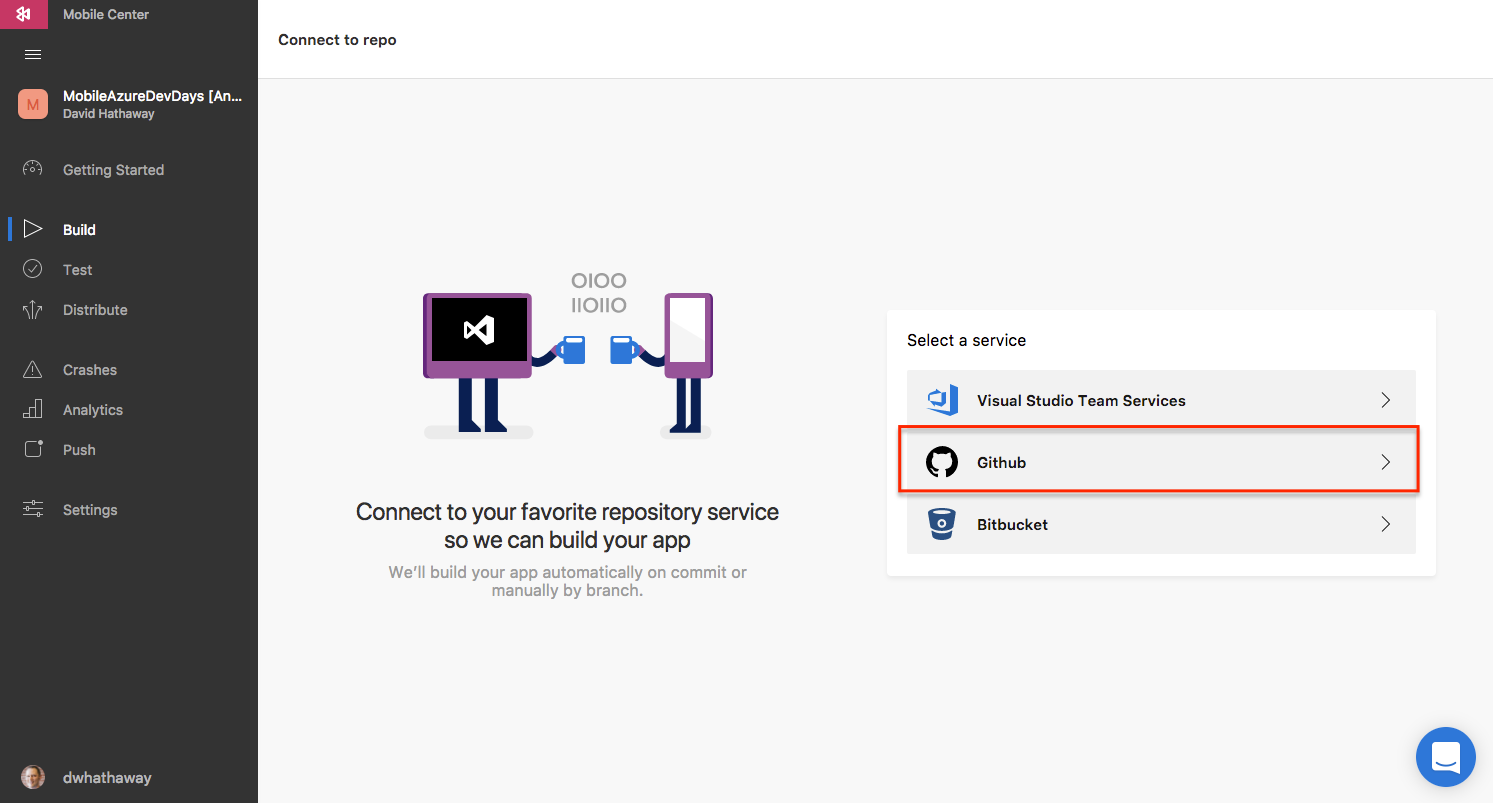 Mobile Center
Connect to repo
M
MobileAzureDevDays [An...
David Hathaway
Getting Started
Build
Test
Distribute
Crashes
Analytics
Push
Settings
dwhathaway
OIOO
IIOIIO
Connect to your favorite repository service
so we can build your app
We'll build your app automatically on commit or
manually by branch.
Select a service
Visual Studio Team Services
Github
Bitbucket